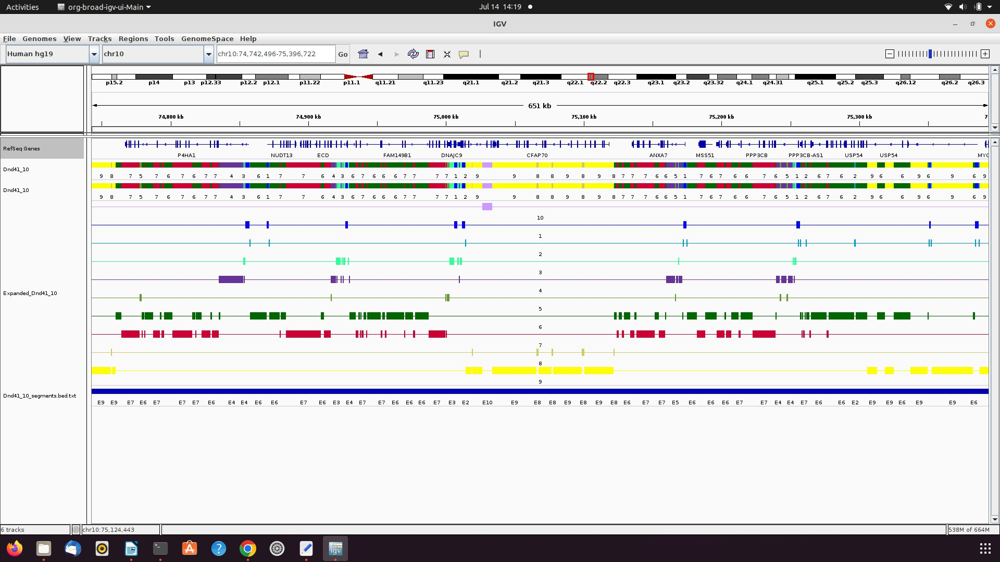 Activities org-broad-igv-ui-Main Jul 14 14:19
IGV
File Genomes View Tracks Regions Tools GenomeSpace Help
Human hg19 chr10 chr10:74,742,496-75,396,722 Go
p15.2 p14 p13 p12.33 p12.2 p12.1 p11.22 p11.1 q11.21 q11.23 q21.1 q21.2 q21.3 q22.1 q22.2 q22.3 q23.1 q23.2 q23.32 q24.1 q24.31 q25.1 q25.2 q25.3 q26.12 q26.2 q26.3
651 kb
74,800 kb 74,900 kb 75,000 kb 75,100 kb 75,200 kb 75,300 kb 7
RefSeq Genes
P4HA1 NUDT13 ECD FAM149B1 DNAJC9 CFAP70 ANXA7 MSS51 PPP3CB PPP3CB-AS1 USP54 USP54 MYO
Dnd41_10
9 8 7 5 7 6 7 6 7 7 4 3 6 1 7 7 6 4 3 6 7 6 6 7 7 7 7 1 2 9 9 8 8 9 8 9 8 7 7 7 6 6 5 1 7 6 7 6 6 7 6 5 1 2 6 7 6 2 9 6 6 9 6 9 6 9
Dnd41_10
9 8 7 5 7 6 7 6 7 7 4 3 6 1 7 7 6 4 3 6 7 6 6 7 7 7 7 1 2 9 9 8 8 9 8 9 8 7 7 7 6 6 5 1 7 6 7 6 6 7 6 5 1 2 6 7 6 2 9 6 6 9 6 9 6 9
10
1
2
3
4
Expanded_Dnd41_10
5
6
7
8
9
Dnd41_10_segments.bed.txt
E9 E9 E7 E6 E7 E7 E7 E6 E4 E4 E6 E6 E7 E6 E3 E4 E7 E7 E6 E6 E6 E7 E3 E2 E10 E9 E8 E8 E9 E8 E9 E8 E6 E7 E7 E5 E6 E6 E6 E7 E7 E4 E4 E7 E6 E6 E2 E9 E9 E6 E9 E9 E6
6 tracks chr10:75,124,443 538M of 664M
igv